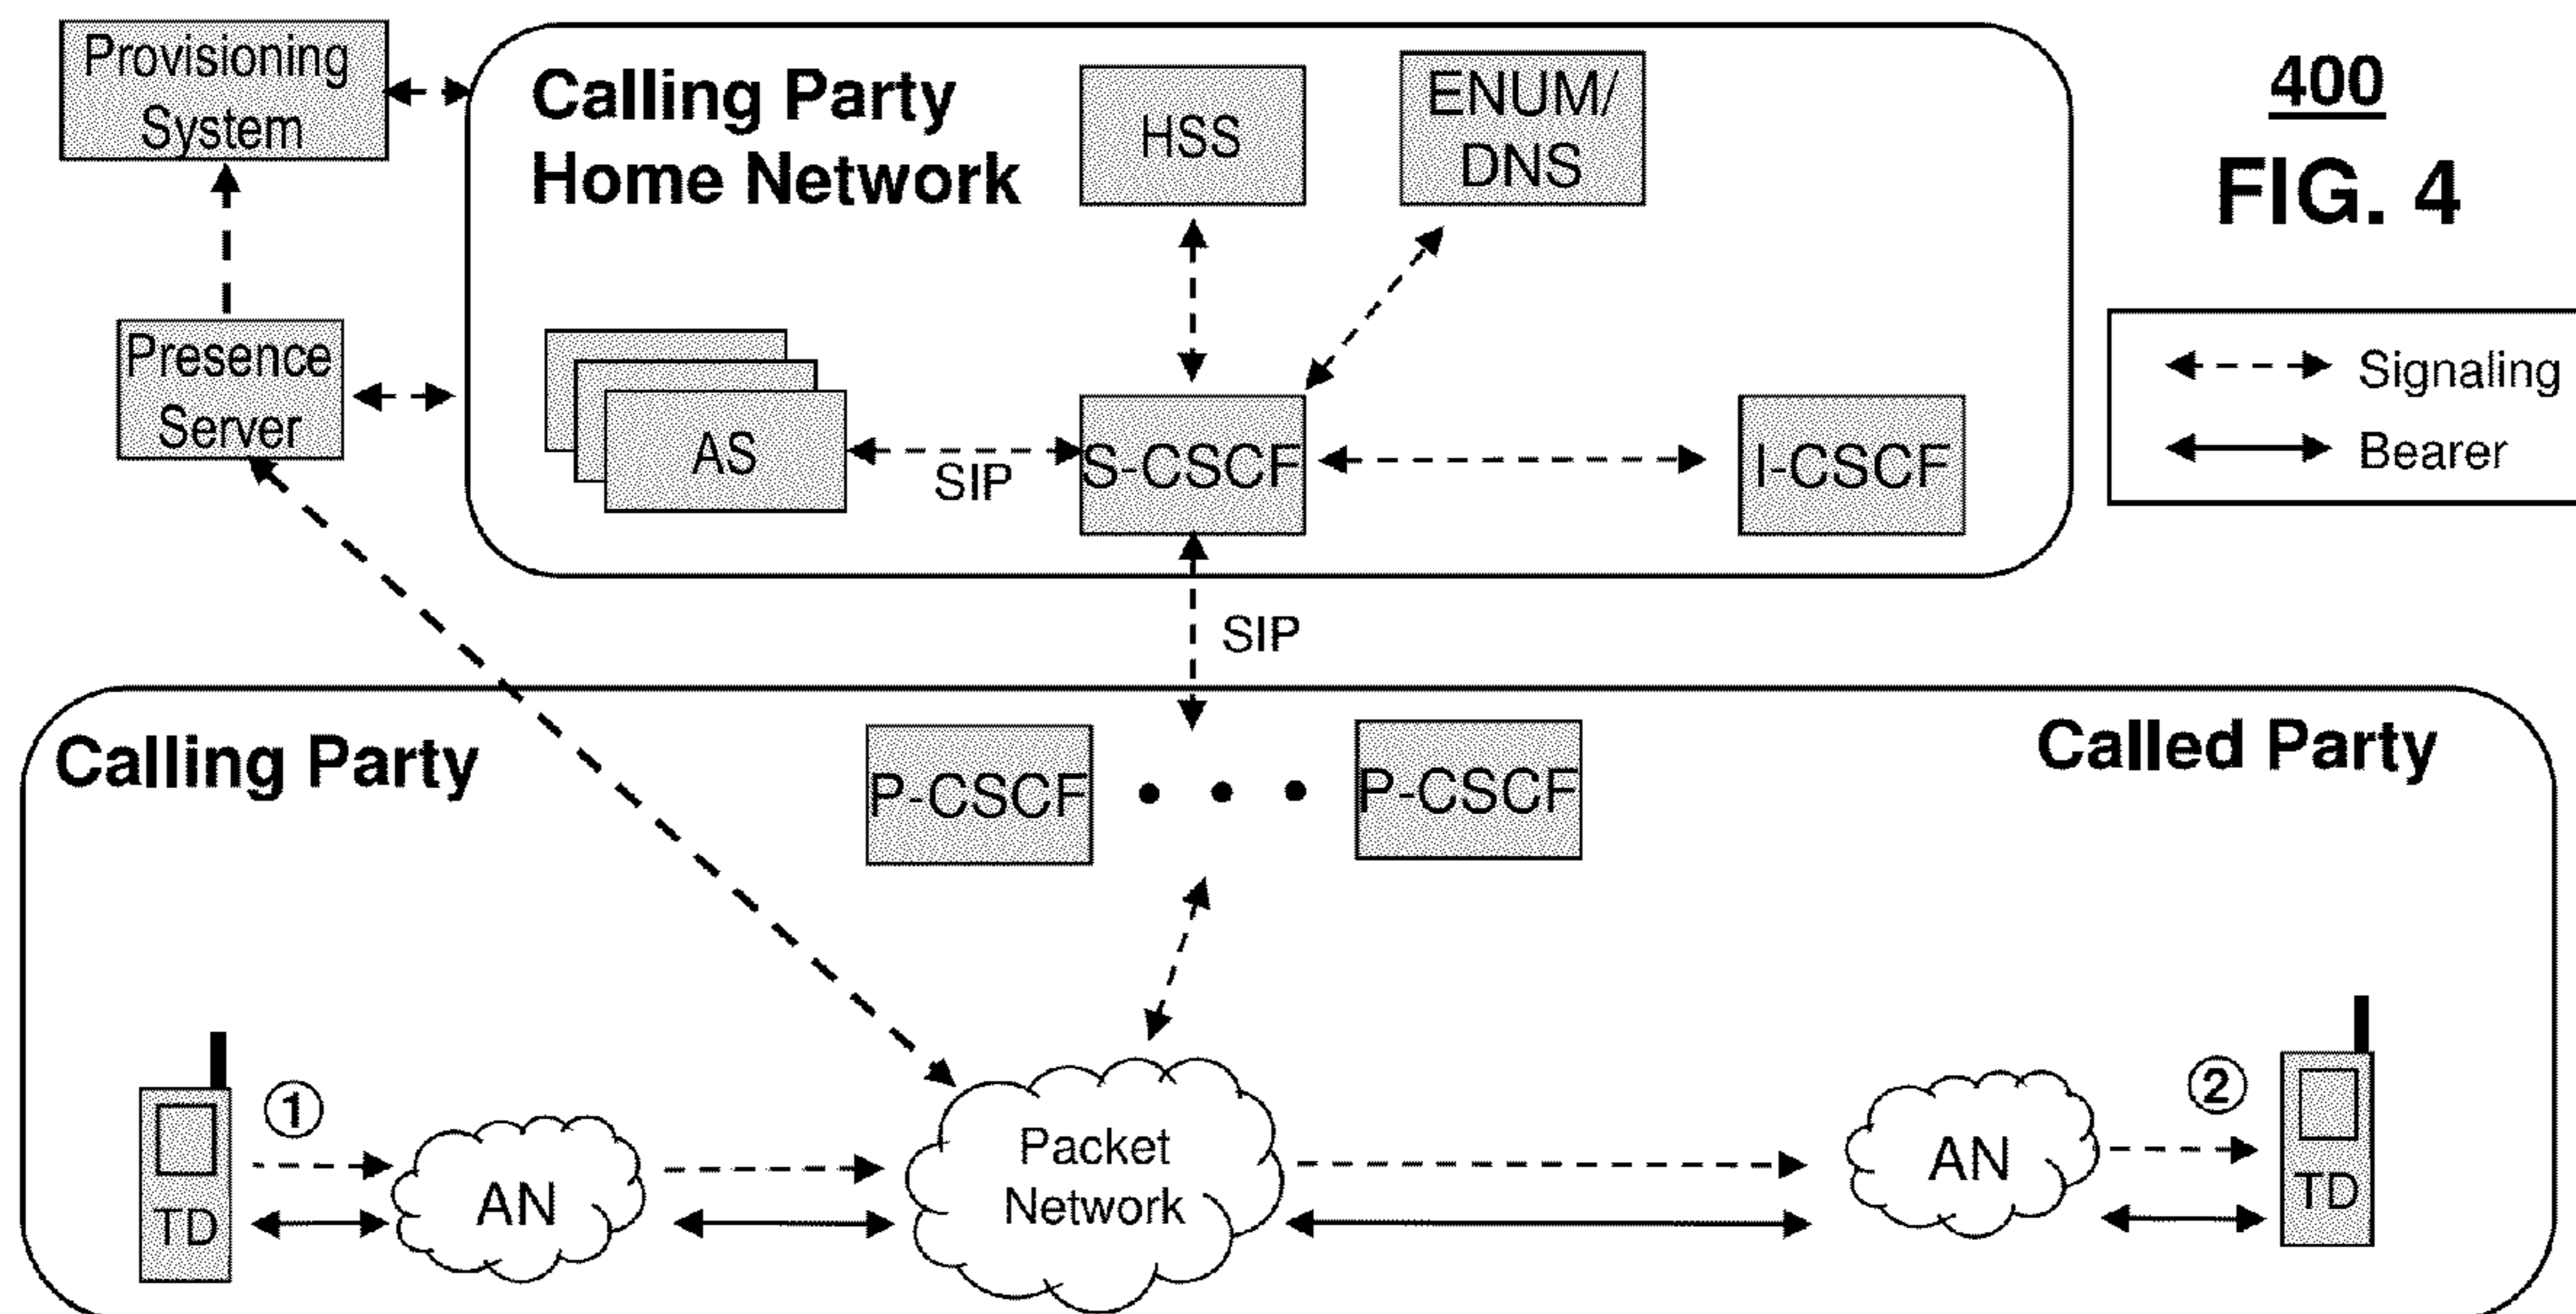 Provisioning
System
Calling Party
Home Network
HSS
ENUM/
DNS
400
FIG. 4
Presence
Server
AS
SIP
S-CSCF
I-CSCF
Signaling
Bearer
SIP
Calling Party
P-CSCF
P-CSCF
Called Party
1
TD
AN
Packet
Network
AN
2
TD